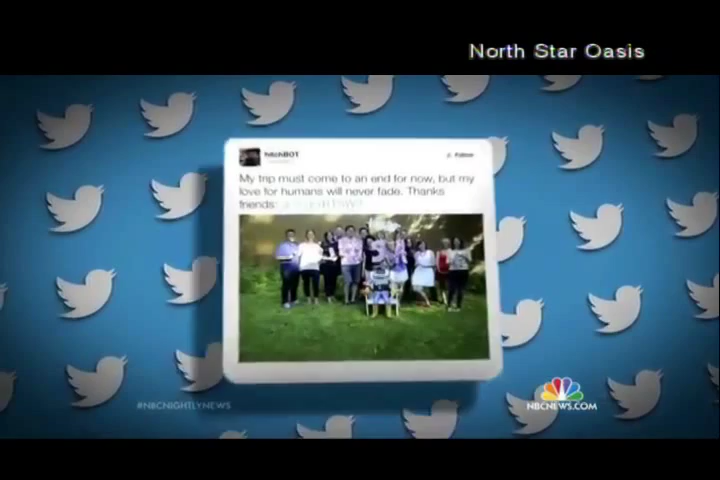 North Star Oasis
hitchBOT
Follow
My trip must come to an end for now, but my
love for humans will never fade. Thanks
friends:
#NBCNIGHTLYNEWS
NBCNEWS.COM